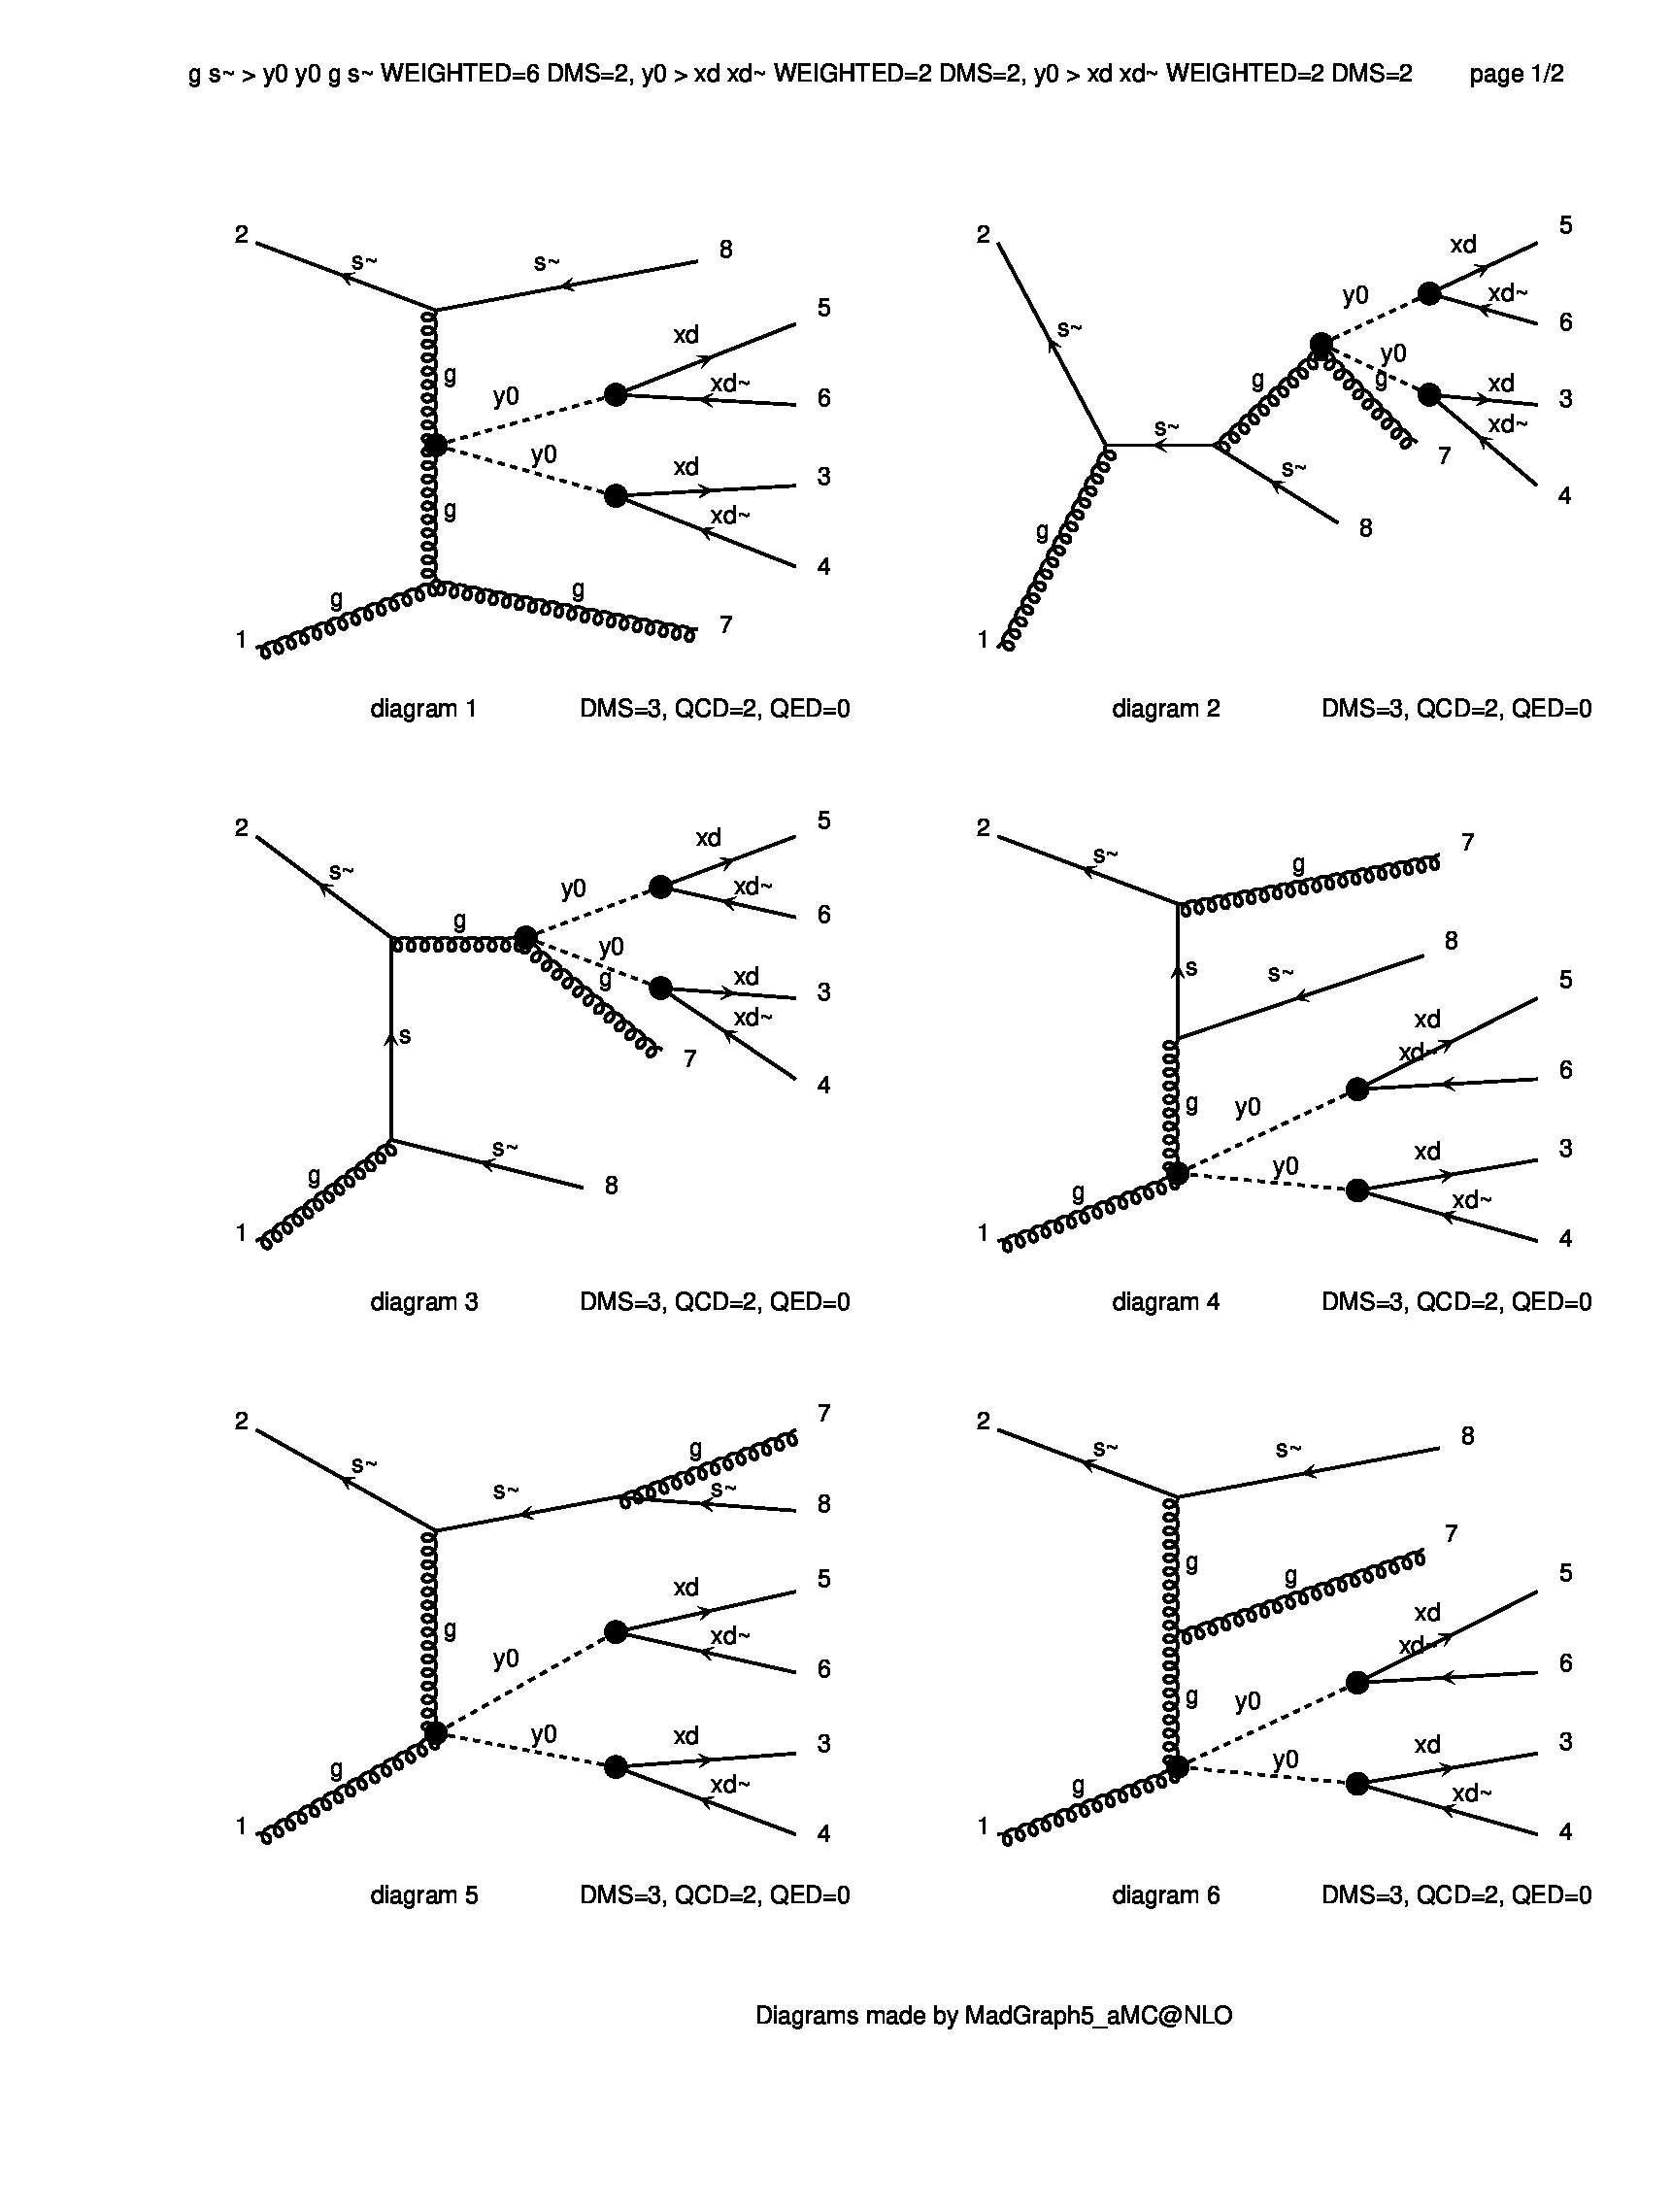 g s~ > y0 y0 g s~ WEIGHTED=6 DMS=2, y0 > xd xd~ WEIGHTED=2 DMS=2, y0 > xd xd~ WEIGHTED=2 DMS=2 page 1/2
2
s~
s~
8
g
y0
xd
5
xd~
6
y0
xd
3
xd~
4
g
g
g
7
1
diagram 1 DMS=3, QCD=2, QED=0
2
s~
g
1
s~
g
s~
8
y0
xd
5
xd~
6
y0
xd
3
xd~
4
g
7
diagram 2 DMS=3, QCD=2, QED=0
2
s~
g
y0
xd
5
xd~
6
y0
xd
3
xd~
4
g
7
s
s~
8
g
1
diagram 3 DMS=3, QCD=2, QED=0
2
s~
g
7
s
s~
8
g
y0
xd
5
xd~
6
y0
xd
3
xd~
4
g
1
diagram 4 DMS=3, QCD=2, QED=0
2
s~
s~
g
7
s~
8
g
y0
xd
5
xd~
6
y0
xd
3
xd~
4
g
1
diagram 5 DMS=3, QCD=2, QED=0
2
s~
s~
8
g
g
7
g
y0
xd
5
xd~
6
y0
xd
3
xd~
4
g
1
diagram 6 DMS=3, QCD=2, QED=0
Diagrams made by MadGraph5_aMC@NLO